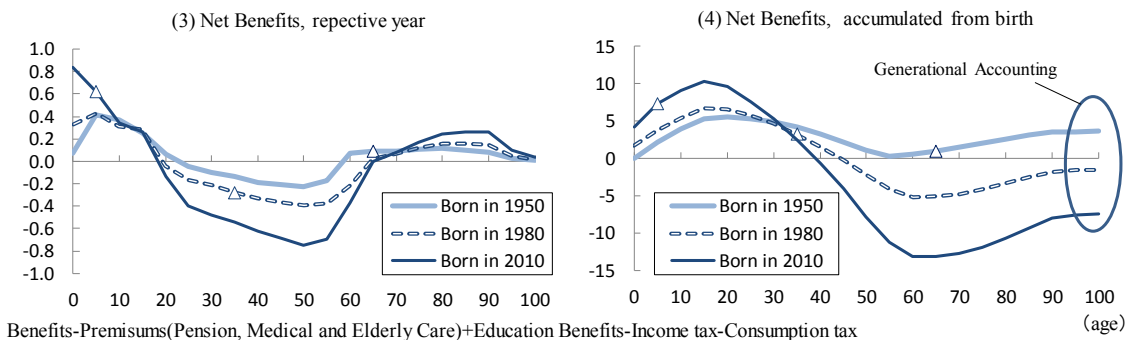 (3) Net Benefits, repective year
1.0
0.8
0.6
0.4
0.2
0.0
-0.2
-0.4
-0.6
-0.8
-1.0
Born in 1950
Born in 1980
Born in 2010
0 10 20 30 40 50 60 70 80 90 100
(4) Net Benefits, accumulated from birth
15
10
5
0
-5
-10
-15
Generational Accounting
Born in 1950
Born in 1980
Born in 2010
0 10 20 30 40 50 60 70 80 90 100
(age)
Benefits-Premisums(Pension, Medical and Elderly Care)+Education Benefits-Income tax-Consumption tax